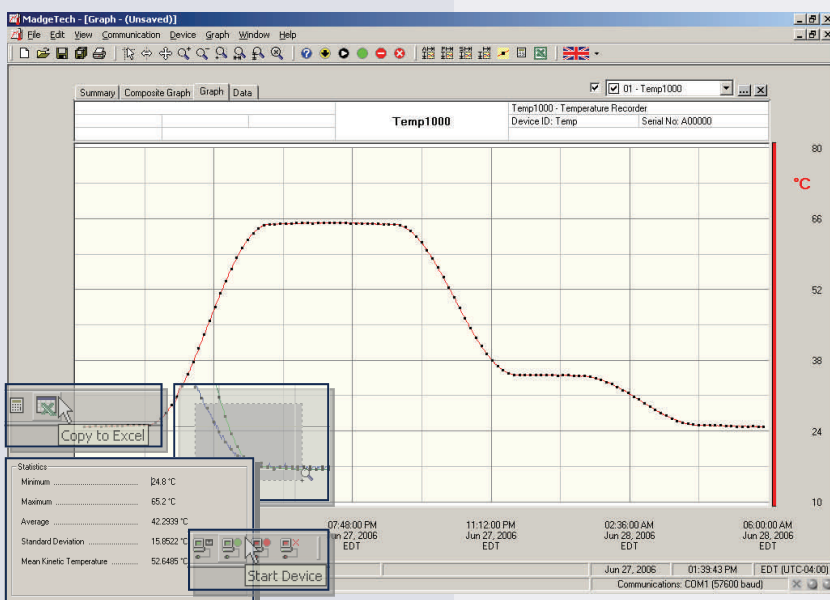 MadgeTech - [Graph - (Unsaved)]
File Edit View Communication Device Graph Window Help
Summary Composite Graph Graph Data
01 - Temp1000
Temp1000
Temp1000 - Temperature Recorder
Device ID: Temp Serial No: A00000
80
°C
66
52
38
24
10
Copy to Excel
Statistics
Minimum 24.8 °C
Maximum 65.2 °C
Average 42.2939 °C
Standard Deviation 15.8522 °C
Mean Kinetic Temperature 52.6485 °C
Start Device
07:48:00 PM
Jun 27, 2006
EDT
11:12:00 PM
Jun 27, 2006
EDT
02:36:00 AM
Jun 28, 2006
EDT
06:00:00 AM
Jun 28, 2006
EDT
Jun 27, 2006 01:39:43 PM EDT (UTC-04:00)
Communications: COM1 (57600 baud)